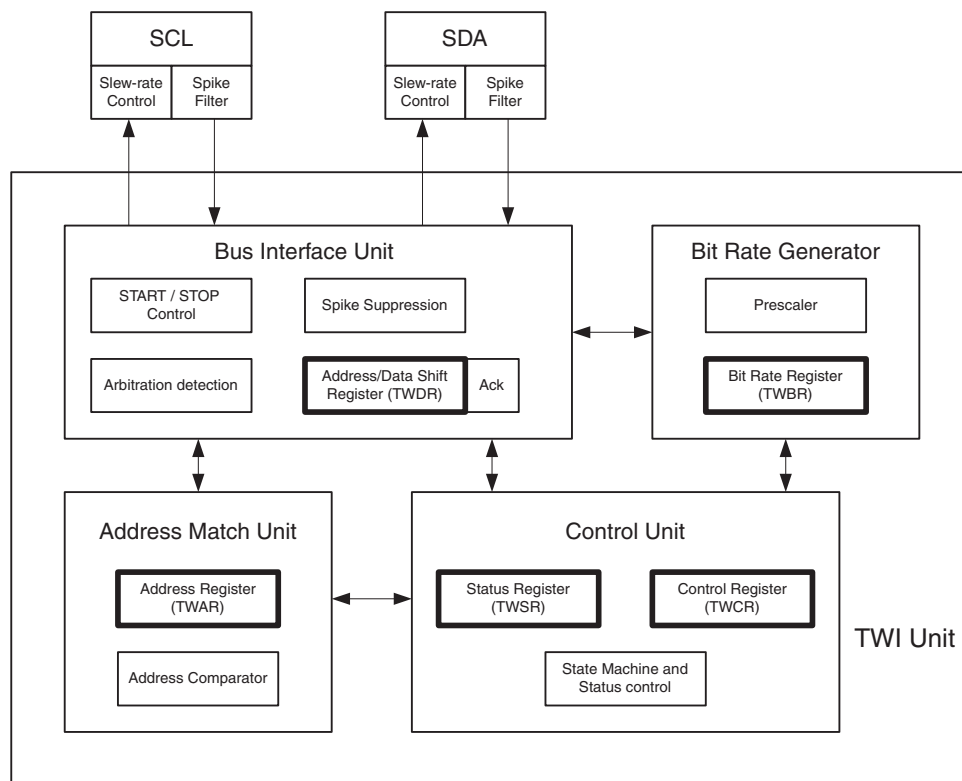 SCL
Slew-rate
Control
Spike
Filter
SDA
Slew-rate
Control
Spike
Filter
Bus Interface Unit
START / STOP
Control
Spike Suppression
Arbitration detection
Address/Data Shift
Register (TWDR)
Ack
Bit Rate Generator
Prescaler
Bit Rate Register
(TWBR)
Address Match Unit
Address Register
(TWAR)
Address Comparator
Control Unit
Status Register
(TWSR)
Control Register
(TWCR)
State Machine and
Status control
TWI Unit